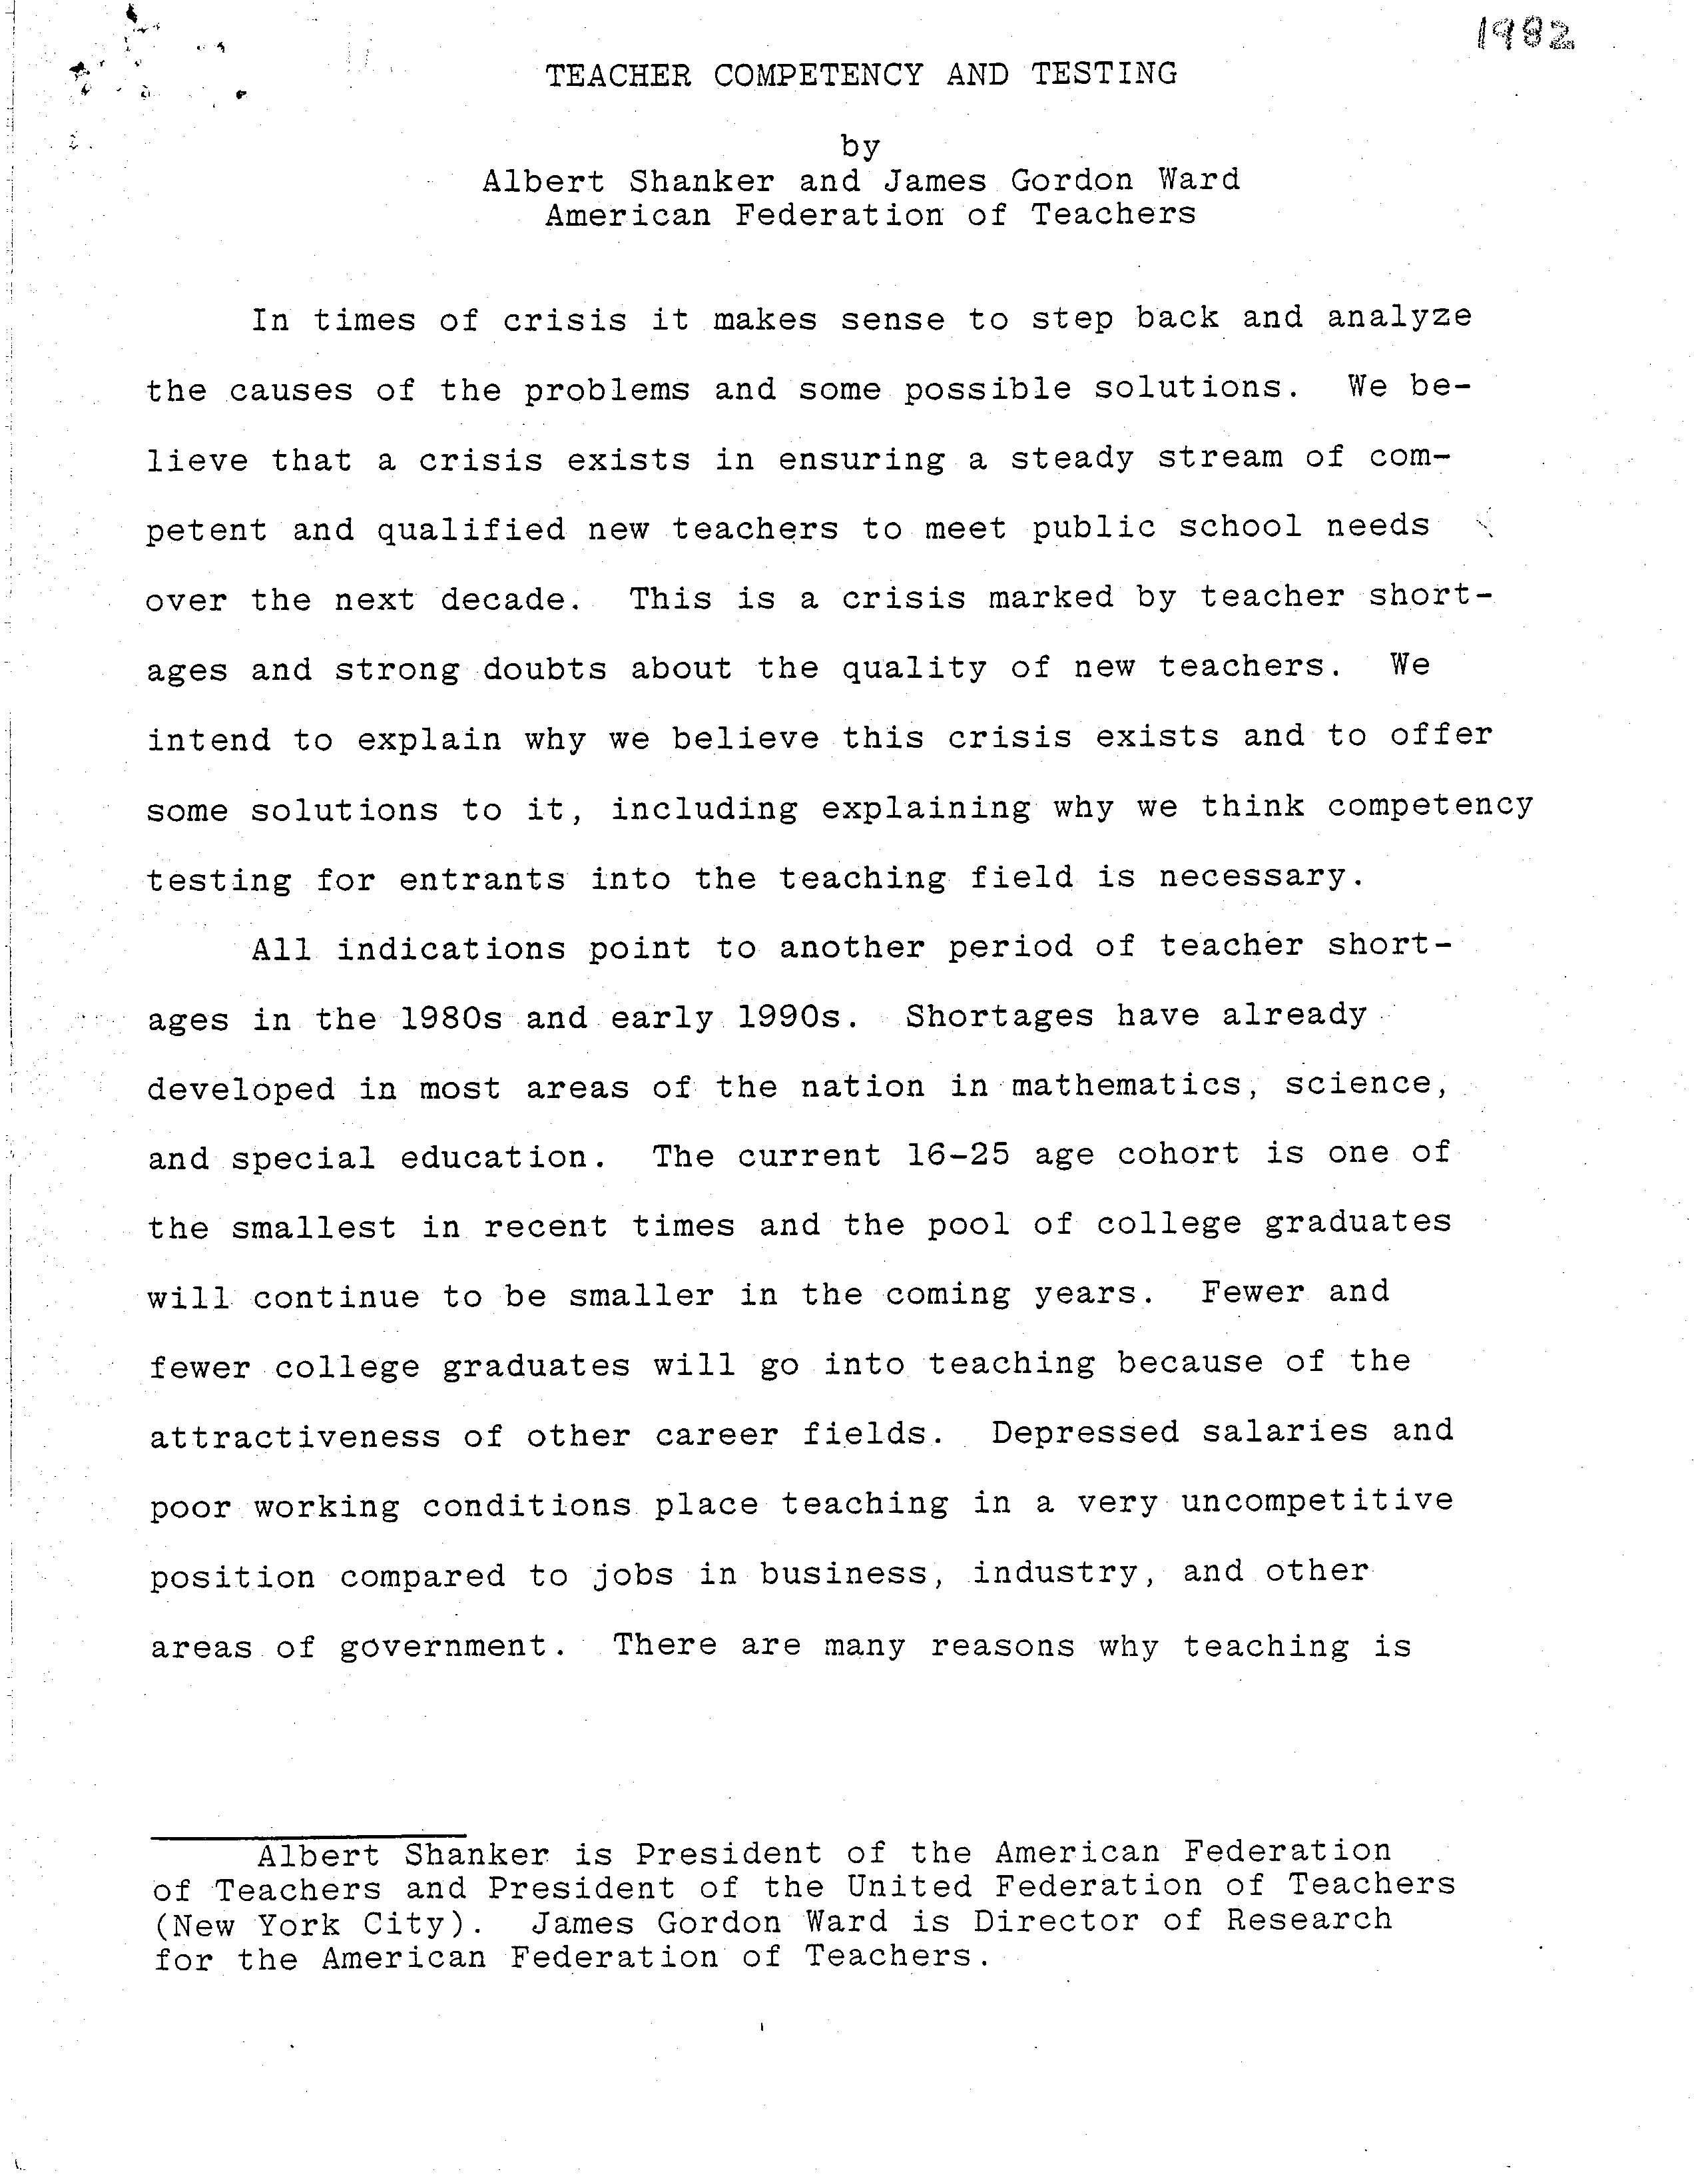 1982
TEACHER COMPETENCY AND TESTING
by
Albert Shanker and James Gordon Ward
American Federation of Teachers
In times of crisis it makes sense to step back and analyze
the causes of the problems and some possible solutions. We be-
lieve that a crisis exists in ensuring a steady stream of com-
petent and qualified new teachers to meet public school needs
over the next decade. This is a crisis marked by teacher short-
ages and strong doubts about the quality of new teachers. We
intend to explain why we believe this crisis exists and to offer
some solutions to it, including explaining why we think competency
testing for entrants into the teaching field is necessary.
All indications point to another period of teacher short-
ages in the 1980s and early 1990s. Shortages have already
developed in most areas of the nation in mathematics, science,
and special education. The current 16-25 age cohort is one of
the smallest in recent times and the pool of college graduates
will continue to be smaller in the coming years. Fewer and
fewer college graduates will go into teaching because of the
attractiveness of other career fields. Depressed salaries and
poor working conditions place teaching in a very uncompetitive
position compared to jobs in business, industry, and other
areas of government. There are many reasons why teaching is
Albert Shanker is President of the American Federation
of Teachers and President of the United Federation of Teachers
(New York City). James Gordon Ward is Director of Research
for the American Federation of Teachers.